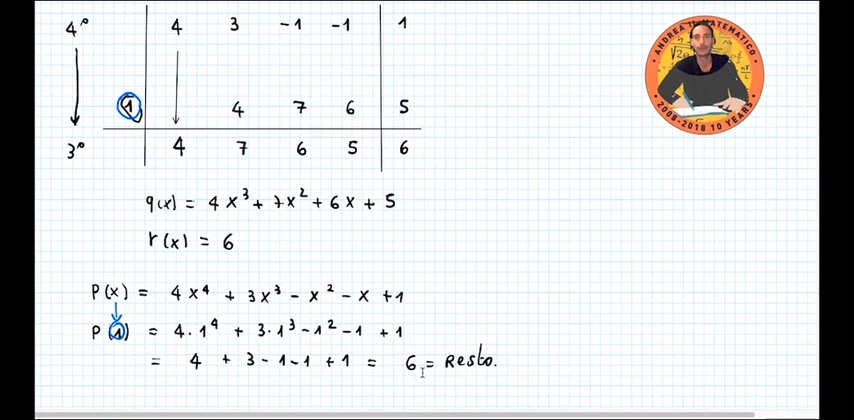 4° 4 3 -1 -1 1
1 4 7 6 5
3° 4 7 6 5 6
q(x) = 4x³ + 7x² + 6x + 5
r(x) = 6
P(x) = 4x⁴ + 3x³ - x² - x + 1
P(1) = 4·1⁴ + 3·1³ - 1² - 1 + 1
= 4 + 3 - 1 - 1 + 1 = 6 = Resto.
ANDREA IL MATEMATICO
2008-2018 10 YEARS